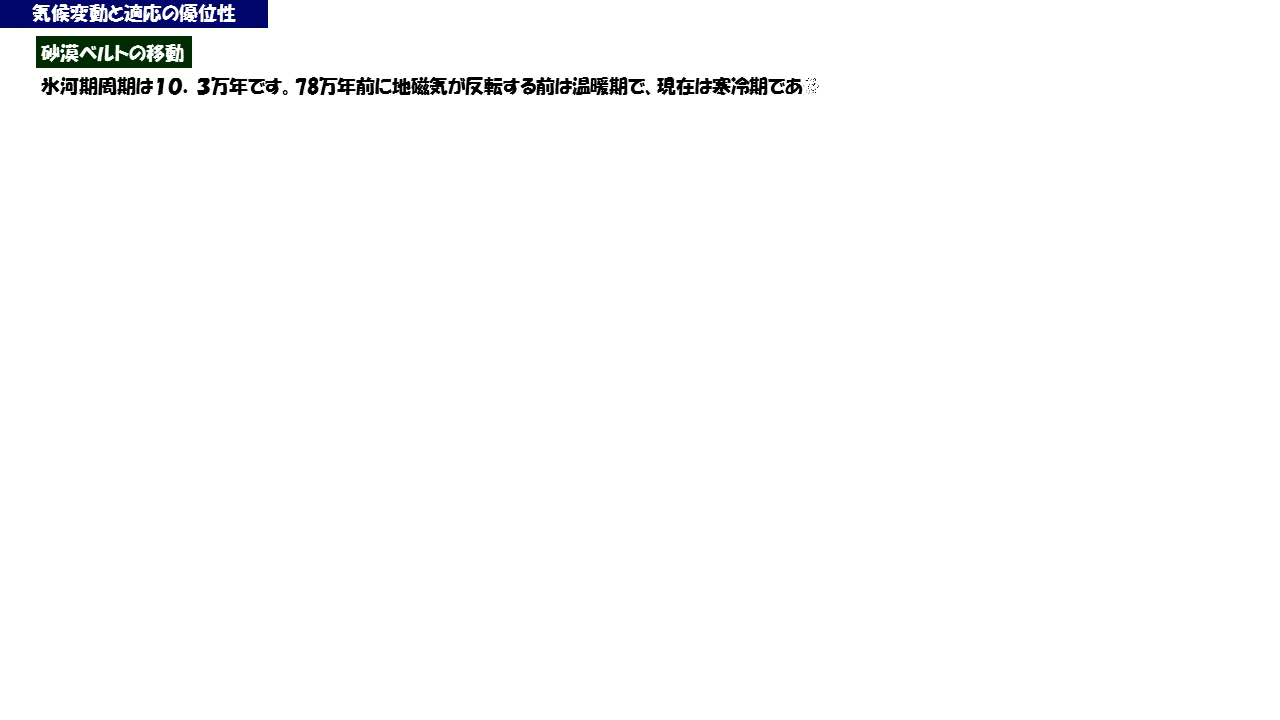 気候変動と適応の優位性
砂漠ベルトの移動
氷河期周期は10．3万年です。78万年前に地磁気が反転する前は温暖期で、現在は寒冷期であ